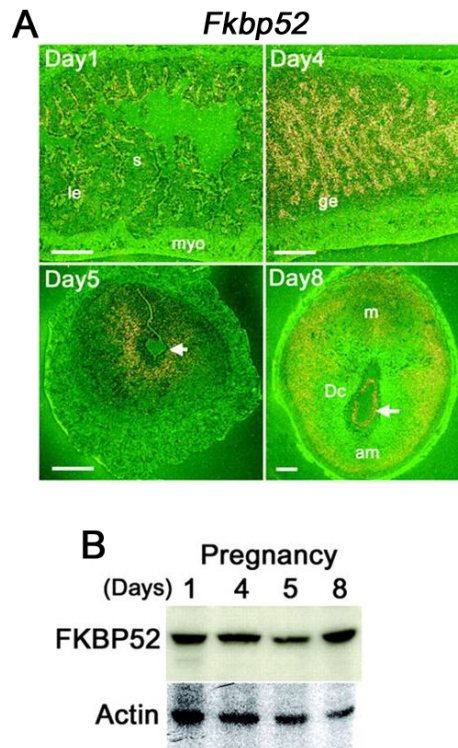 Fkbp52
A
Day1
s
le
myo
Day4
ge
Day5
Day8
m
Dc
am
B
Pregnancy
(Days) 1 4 5 8
FKBP52
Actin